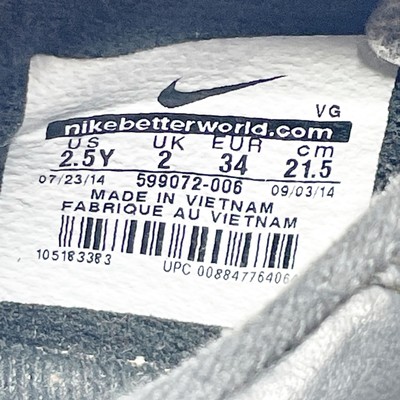 VG
nikebetterworld.com
US UK EUR cm
2.5Y 2 34 21.5
07/23/14 599072-006 09/03/14
MADE IN VIETNAM
FABRIQUE AU VIETNAM
105183383
UPC 00884776406